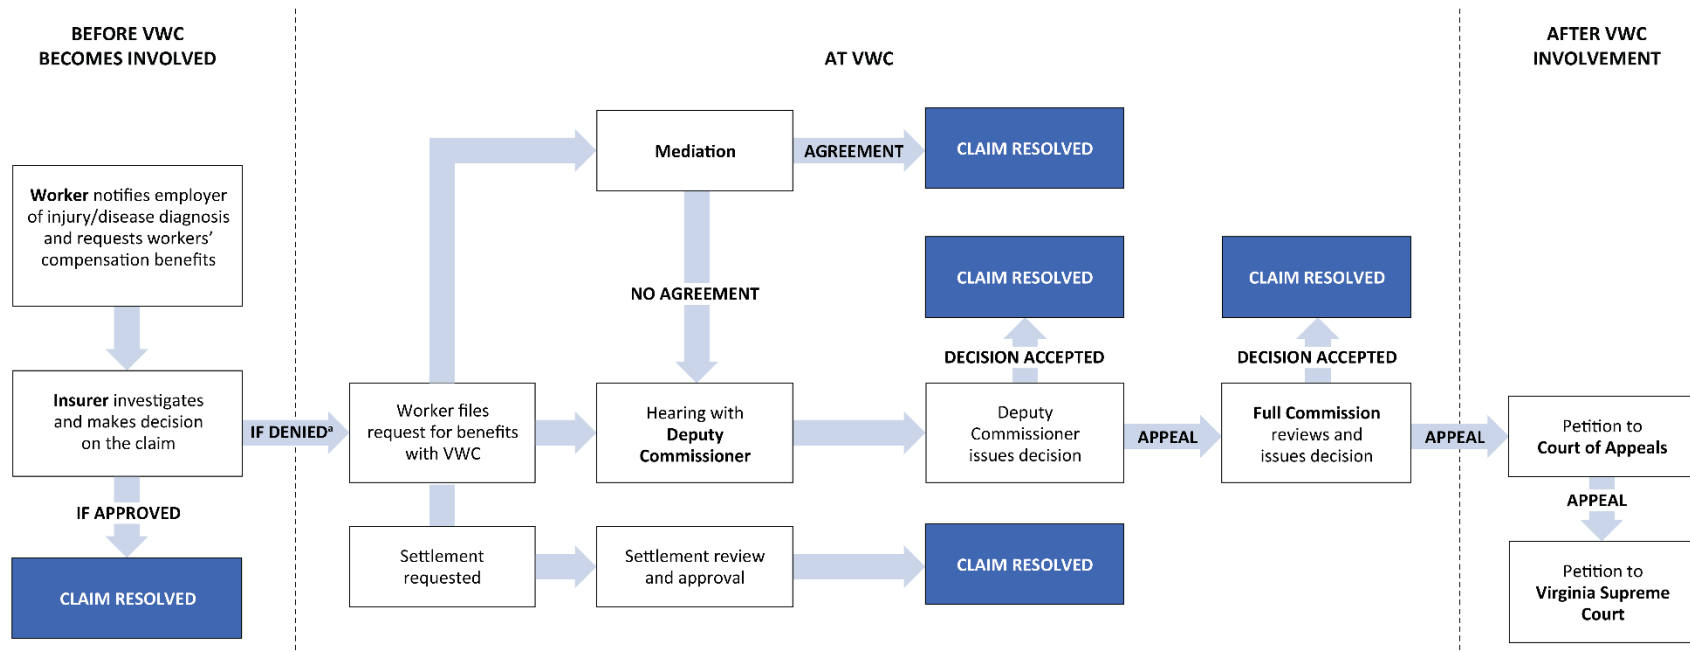 BEFORE VWC
BECOMES INVOLVED
AT VWC
AFTER VWC
INVOLVEMENT
Worker notifies employer
of injury/disease diagnosis
and requests workers’
compensation benefits
Insurer investigates
and makes decision
on the claim
IF APPROVED
CLAIM RESOLVED
IF DENIEDª
Worker files
request for benefits
with VWC
Mediation
AGREEMENT
CLAIM RESOLVED
NO AGREEMENT
Hearing with
Deputy
Commissioner
Deputy
Commissioner
issues decision
DECISION ACCEPTED
CLAIM RESOLVED
APPEAL
Full Commission
reviews and
issues decision
DECISION ACCEPTED
CLAIM RESOLVED
APPEAL
Petition to
Court of Appeals
APPEAL
Petition to
Virginia Supreme
Court
Settlement
requested
Settlement review
and approval
CLAIM RESOLVED